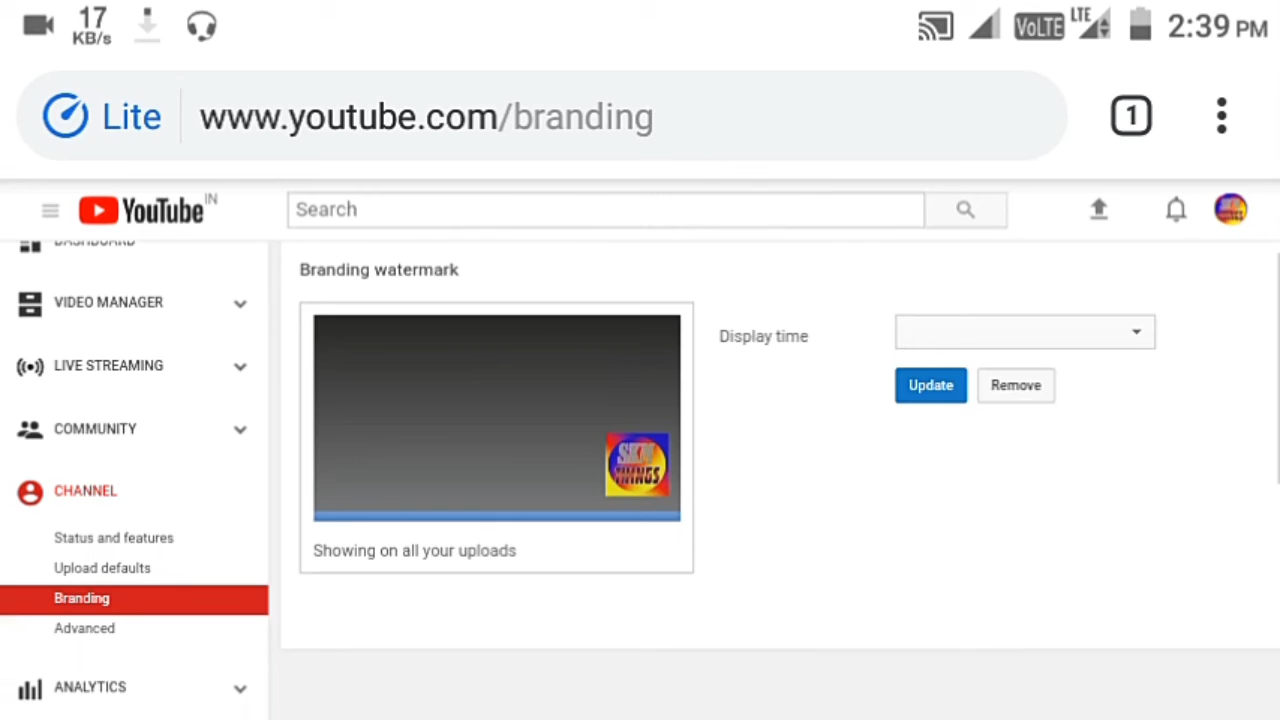 17
KB/s
VoLTE
LTE
2:39 PM
Lite
www.youtube.com/branding
1
YouTube IN
Search
DASHBOARD
Branding watermark
VIDEO MANAGER
Display time
LIVE STREAMING
Update
Remove
COMMUNITY
TIMNGS
CHANNEL
Status and features
Showing on all your uploads
Upload defaults
Branding
Advanced
ANALYTICS